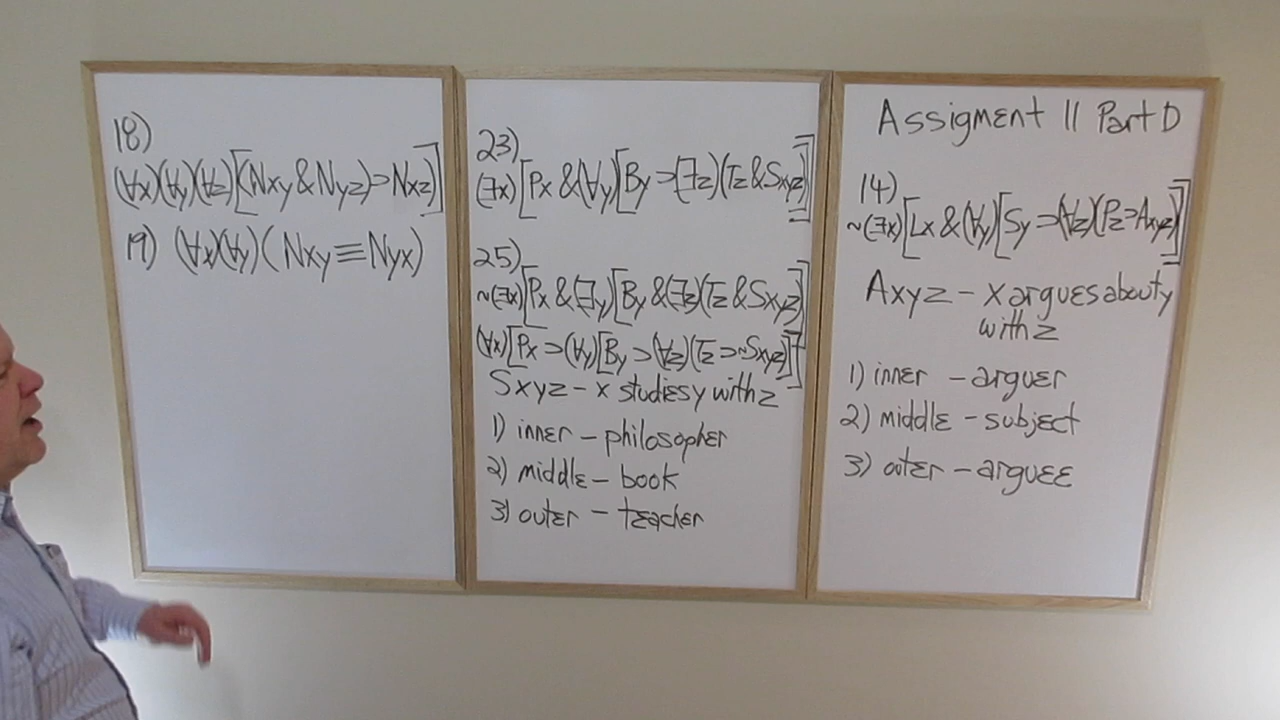 18)
(∀x)(∀y)(∀z)[(Nxy & Nyz)⊃Nxz)]
19) (∀x)(∀y)(Nxy≡Nyx)
23)
(∃x)[Px &(∀y)[By ⊃(∃z)(Tz &Sxyz)]]
25)
~(∃x)[Px &(∃y)[By &(∃z)(Tz &Sxyz)]]
(∀x)[Px ⊃(∀y)[By ⊃(∀z)(Tz ⊃~Sxyz)]]
Sxyz - x studies y with z
1) inner - philosopher
2) middle - book
3) outer - teacher
Assigment 11 Part D
14)
~(∃x)[Lx &(∀y)[Sy ⊃(∀z)(Pz⊃Axyz)]]
Axyz - x argues about y
with z
1) inner - arguer
2) middle - subject
3) outer - arguee